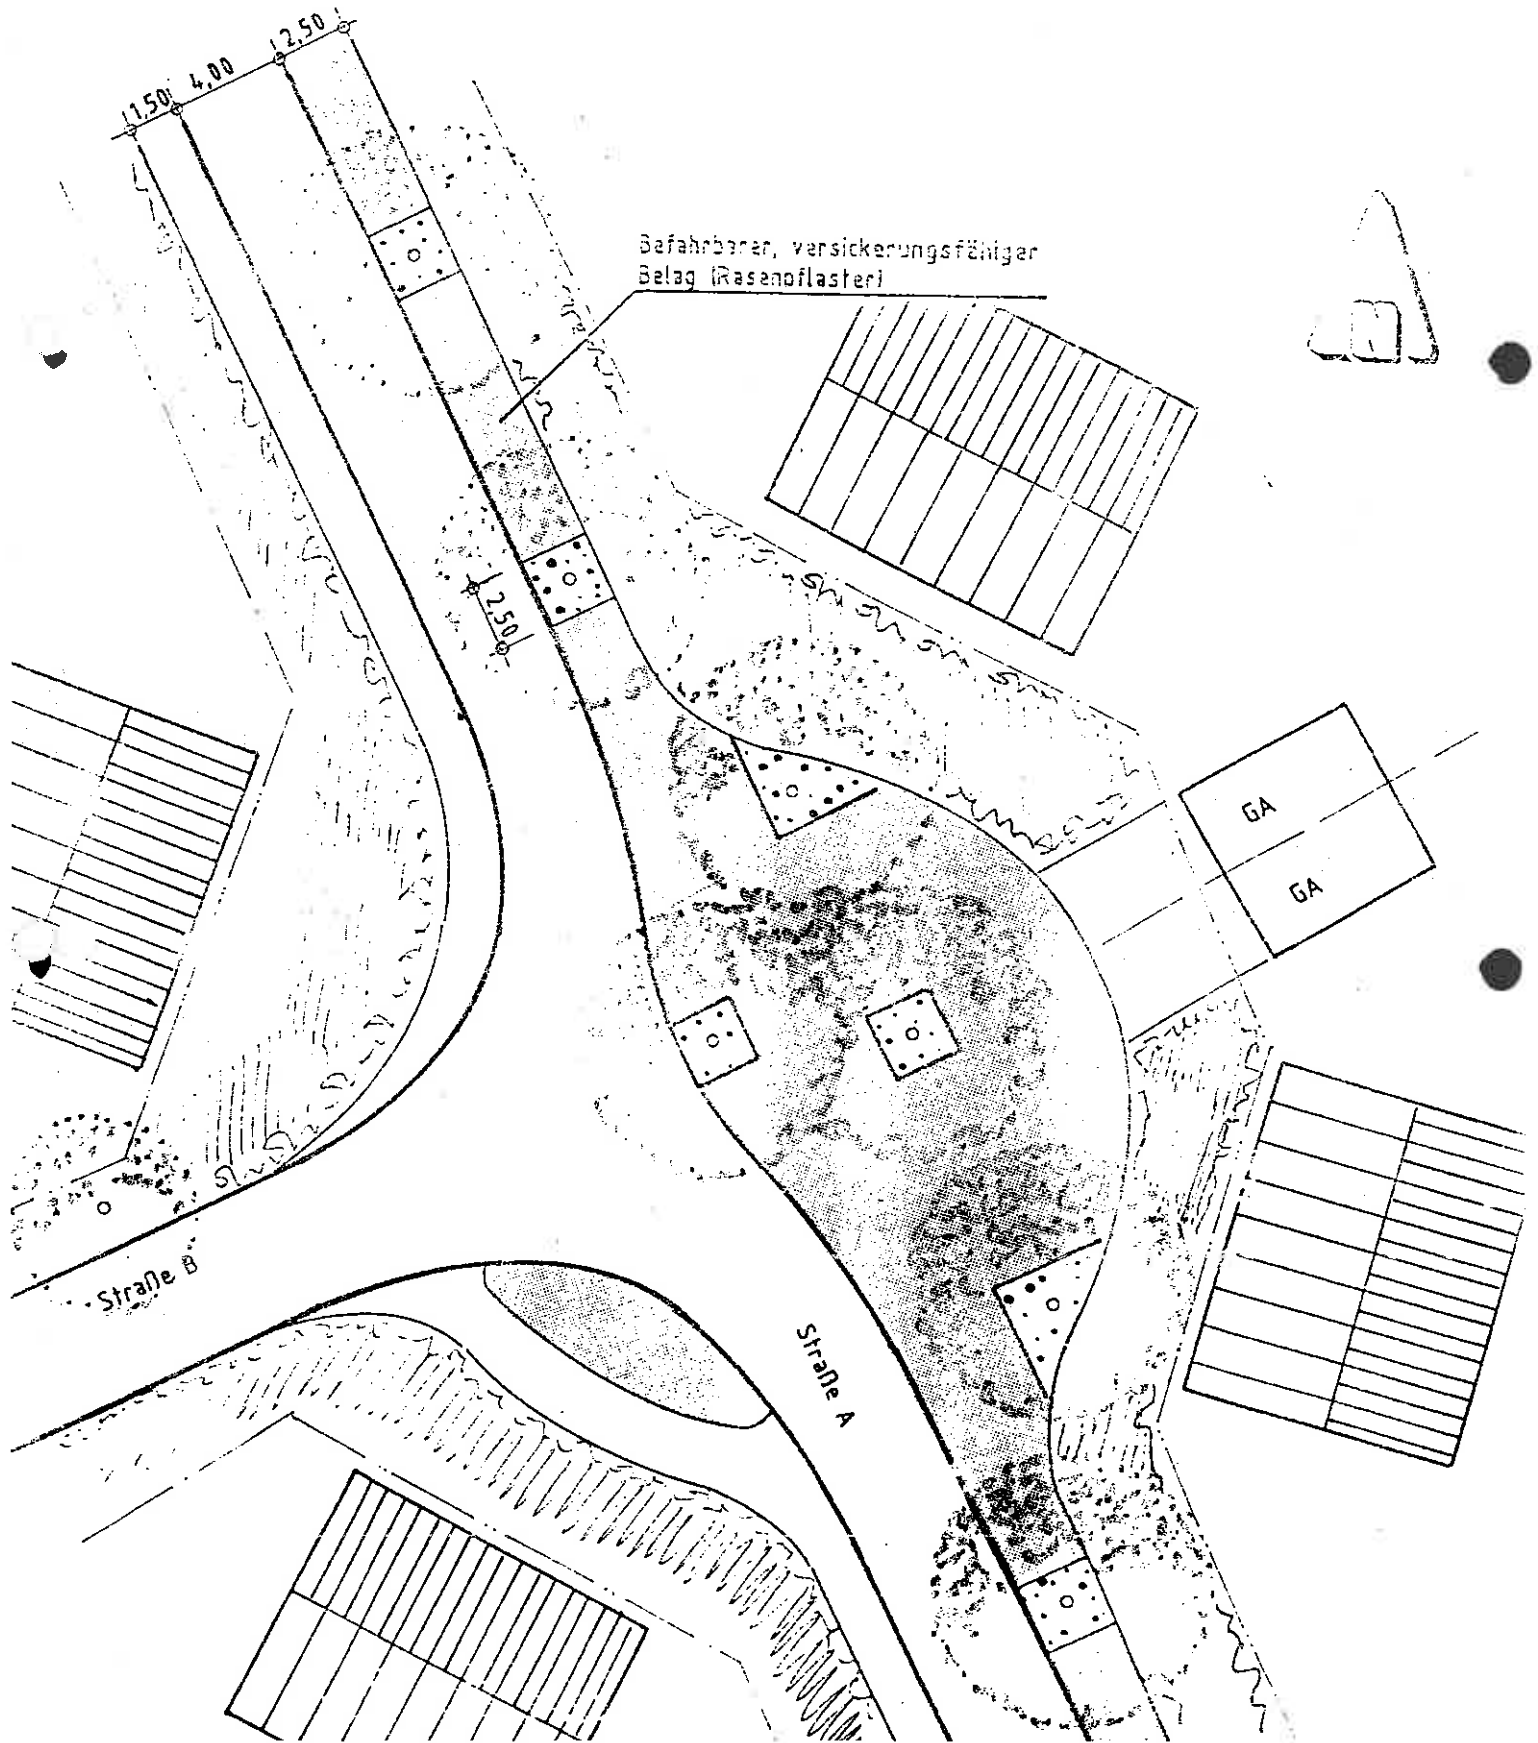 1,50
4,00
2,50
Befahrbarer, versickerungsfähiger
Belag (Rasenpflaster)
2,50
GA
GA
Straße B
Straße A